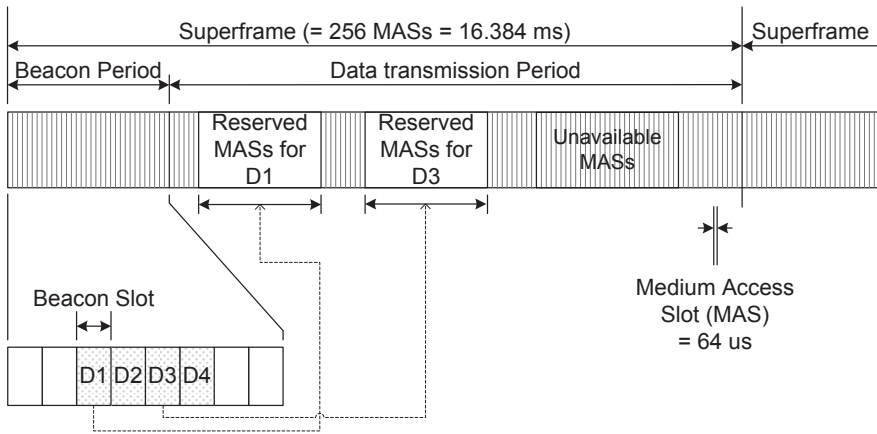 Superframe (= 256 MASs = 16.384 ms)
Superframe
Beacon Period
Data transmission Period
Reserved
MASs for
D1
Reserved
MASs for
D3
Unavailable
MASs
Beacon Slot
Medium Access
Slot (MAS)
= 64 us
D1 D2 D3 D4